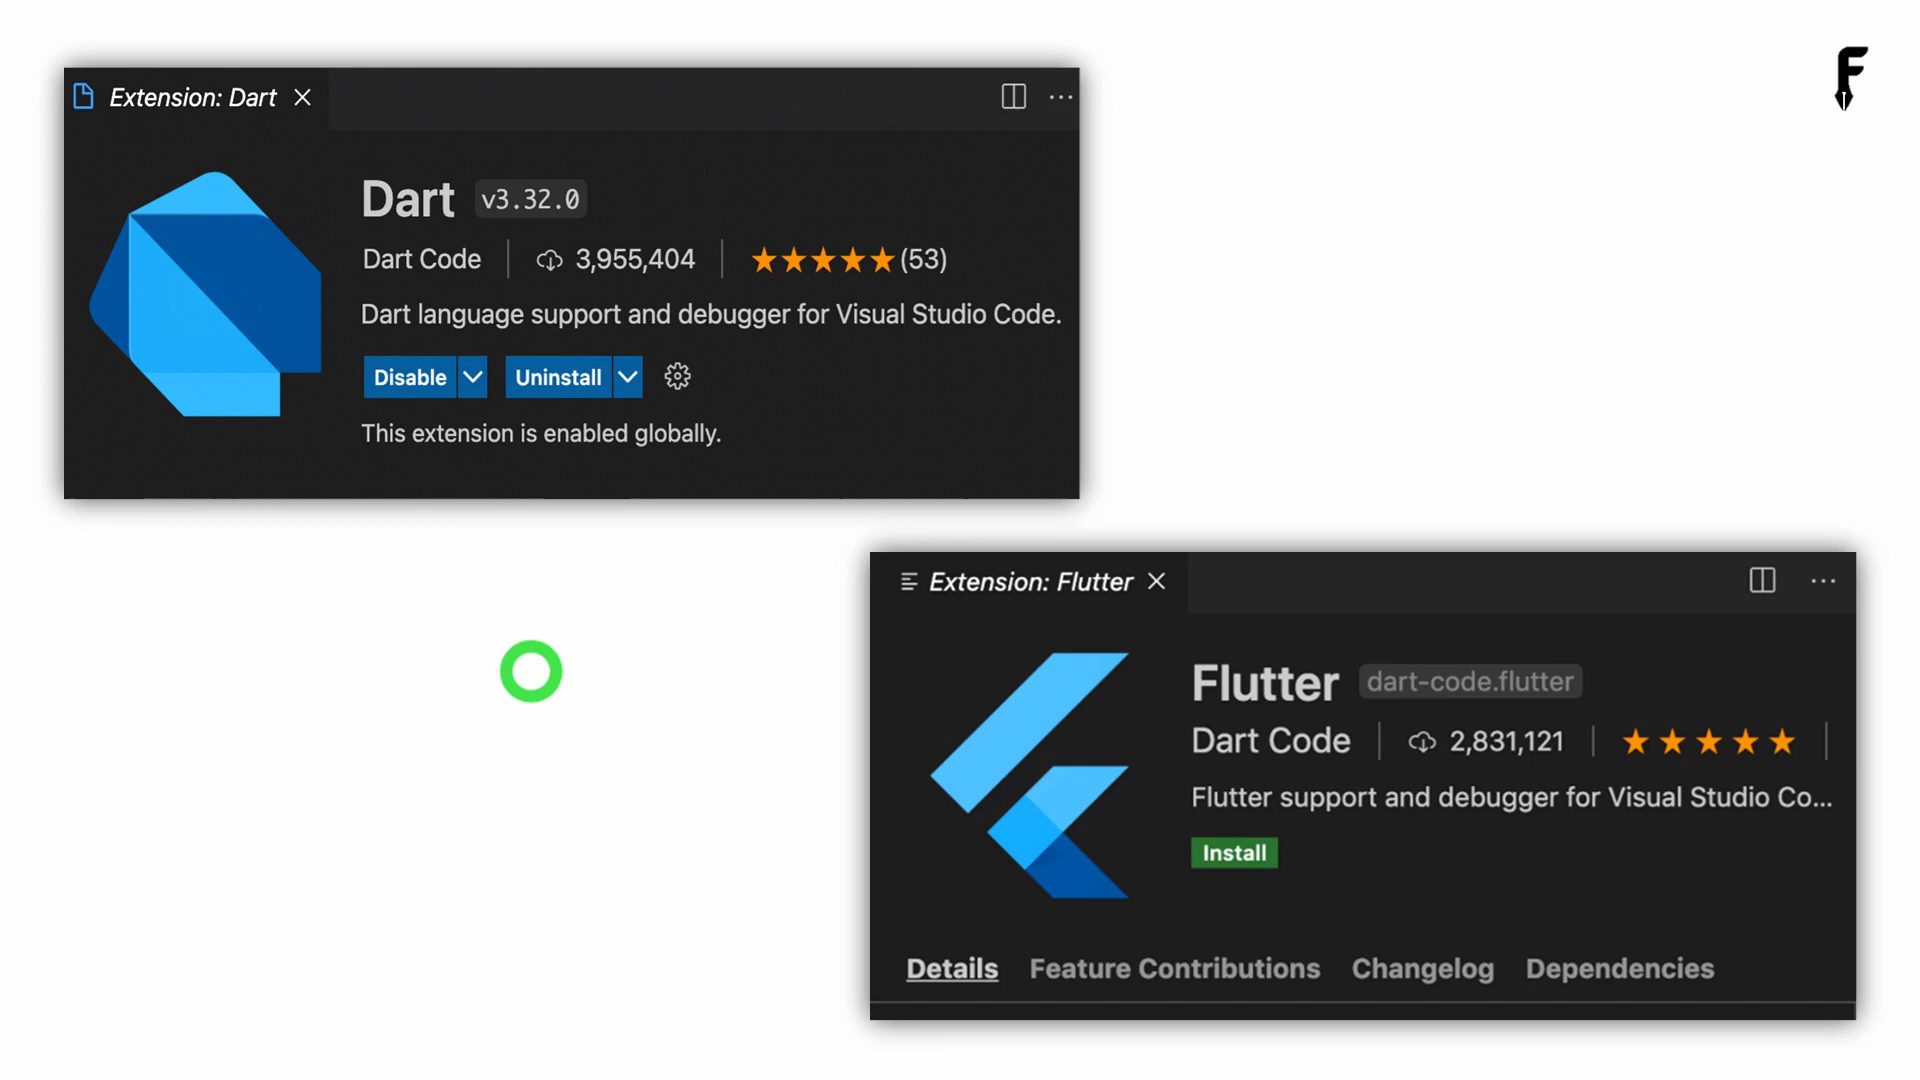 Extension: Dart
Dart v3.32.0
Dart Code 3,955,404 (53)
Dart language support and debugger for Visual Studio Code.
Disable Uninstall
This extension is enabled globally.
F
Extension: Flutter
Flutter dart-code.flutter
Dart Code 2,831,121
Flutter support and debugger for Visual Studio Co...
Install
Details Feature Contributions Changelog Dependencies